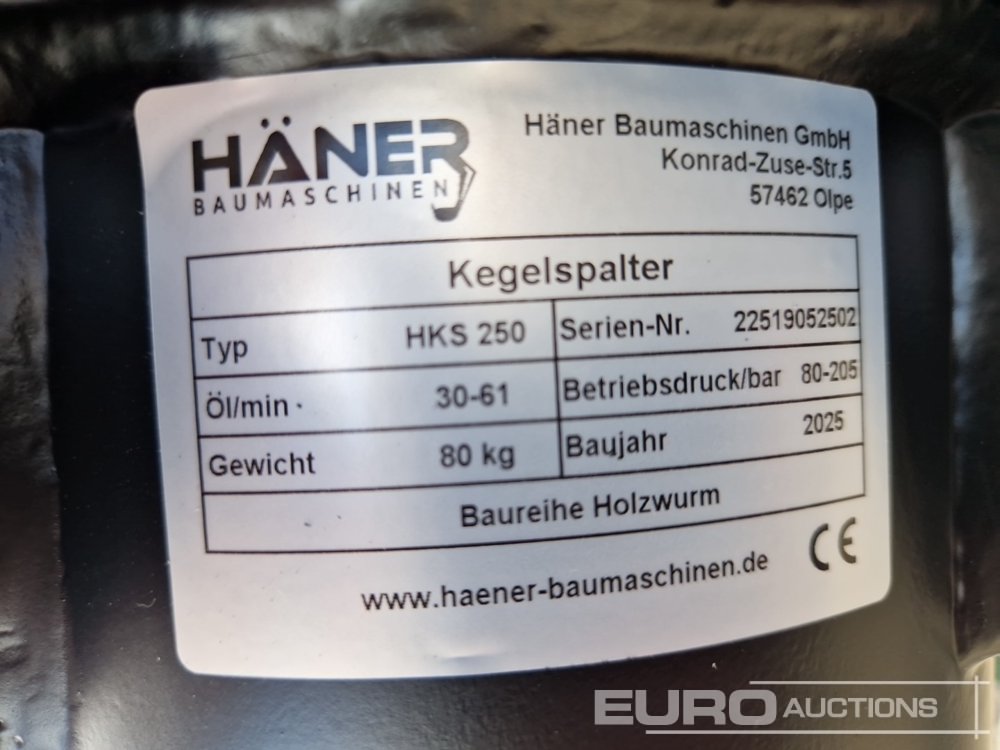 HÄNER
BAUMASCHINEN
Häner Baumaschinen GmbH
Konrad-Zuse-Str.5
57462 Olpe
Kegelspalter
Typ HKS 250 Serien-Nr. 22519052502
Öl/min 30-61 Betriebsdruck/bar 80-205
Gewicht 80 kg Baujahr 2025
Baureihe Holzwurm
www.haener-baumaschinen.de CE
EURO AUCTIONS